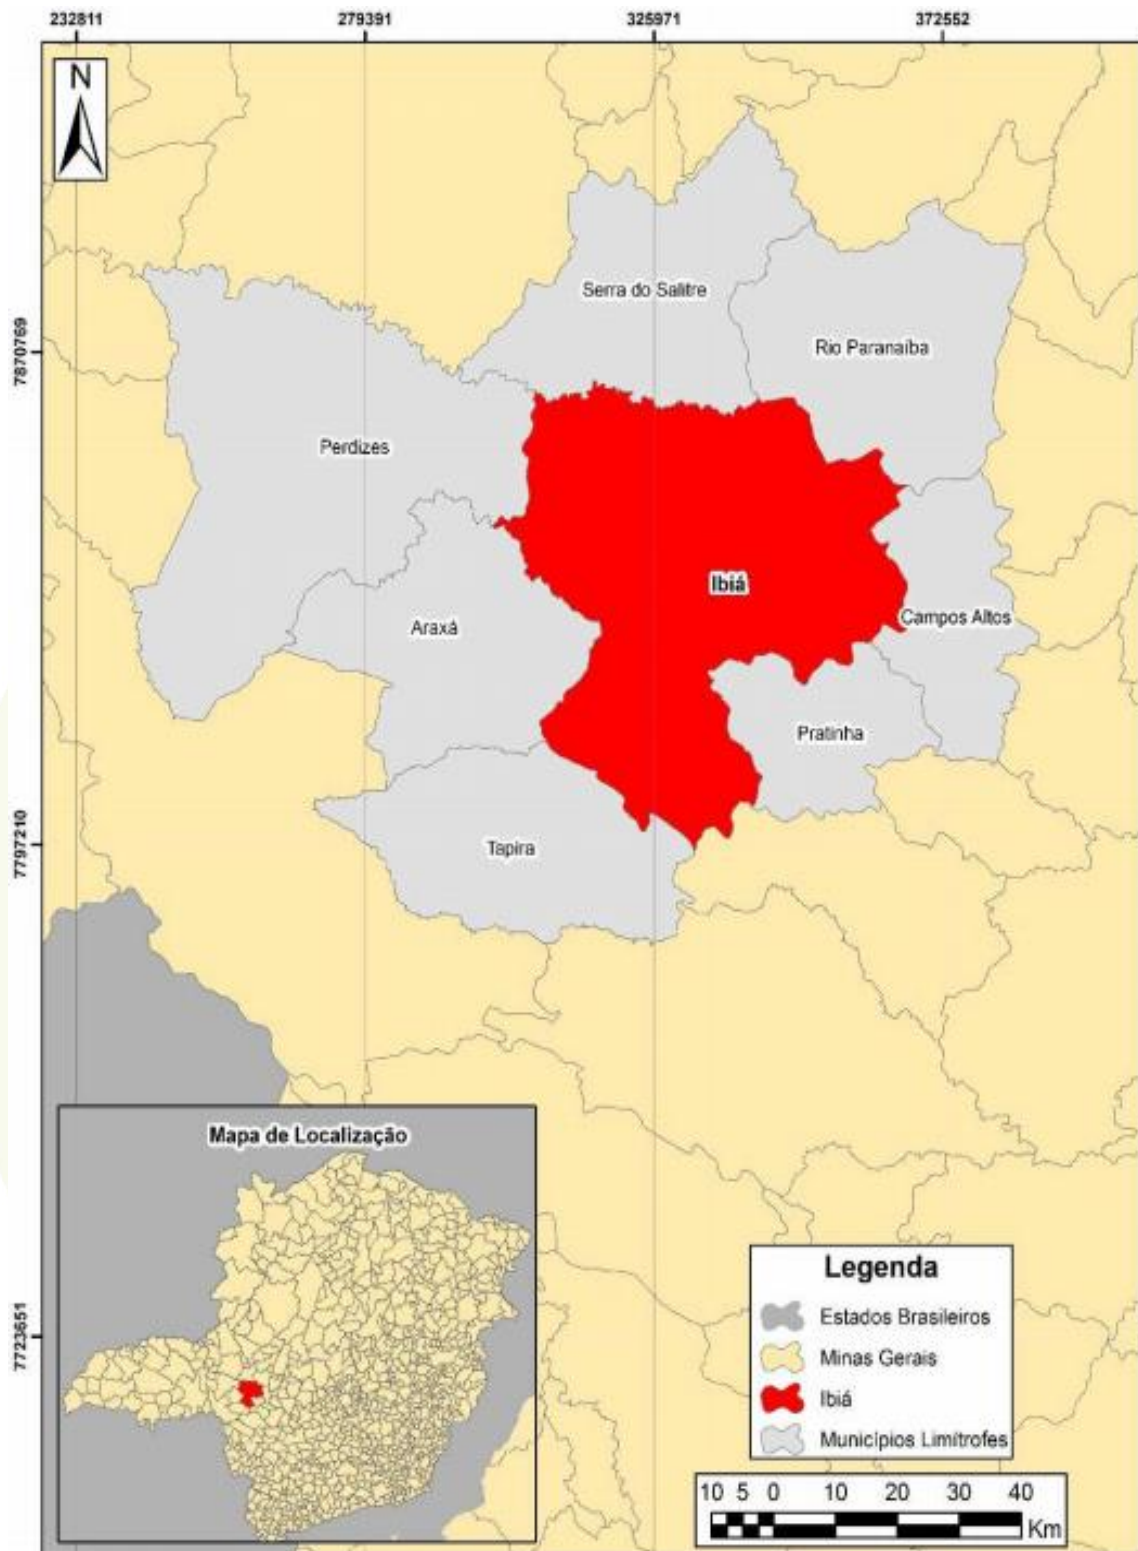 232811 279391 325971 372552
N
Serra do Salitre
7870769
Rio Paranaíba
Perdizes
Ibiá
Campos Altos
Araxá
Pratinha
7797210
Tapira
Mapa de Localização
Legenda
Estados Brasileiros
7723651
Minas Gerais
Ibiá
Municípios Limítrofes
10 5 0 10 20 30 40
Km